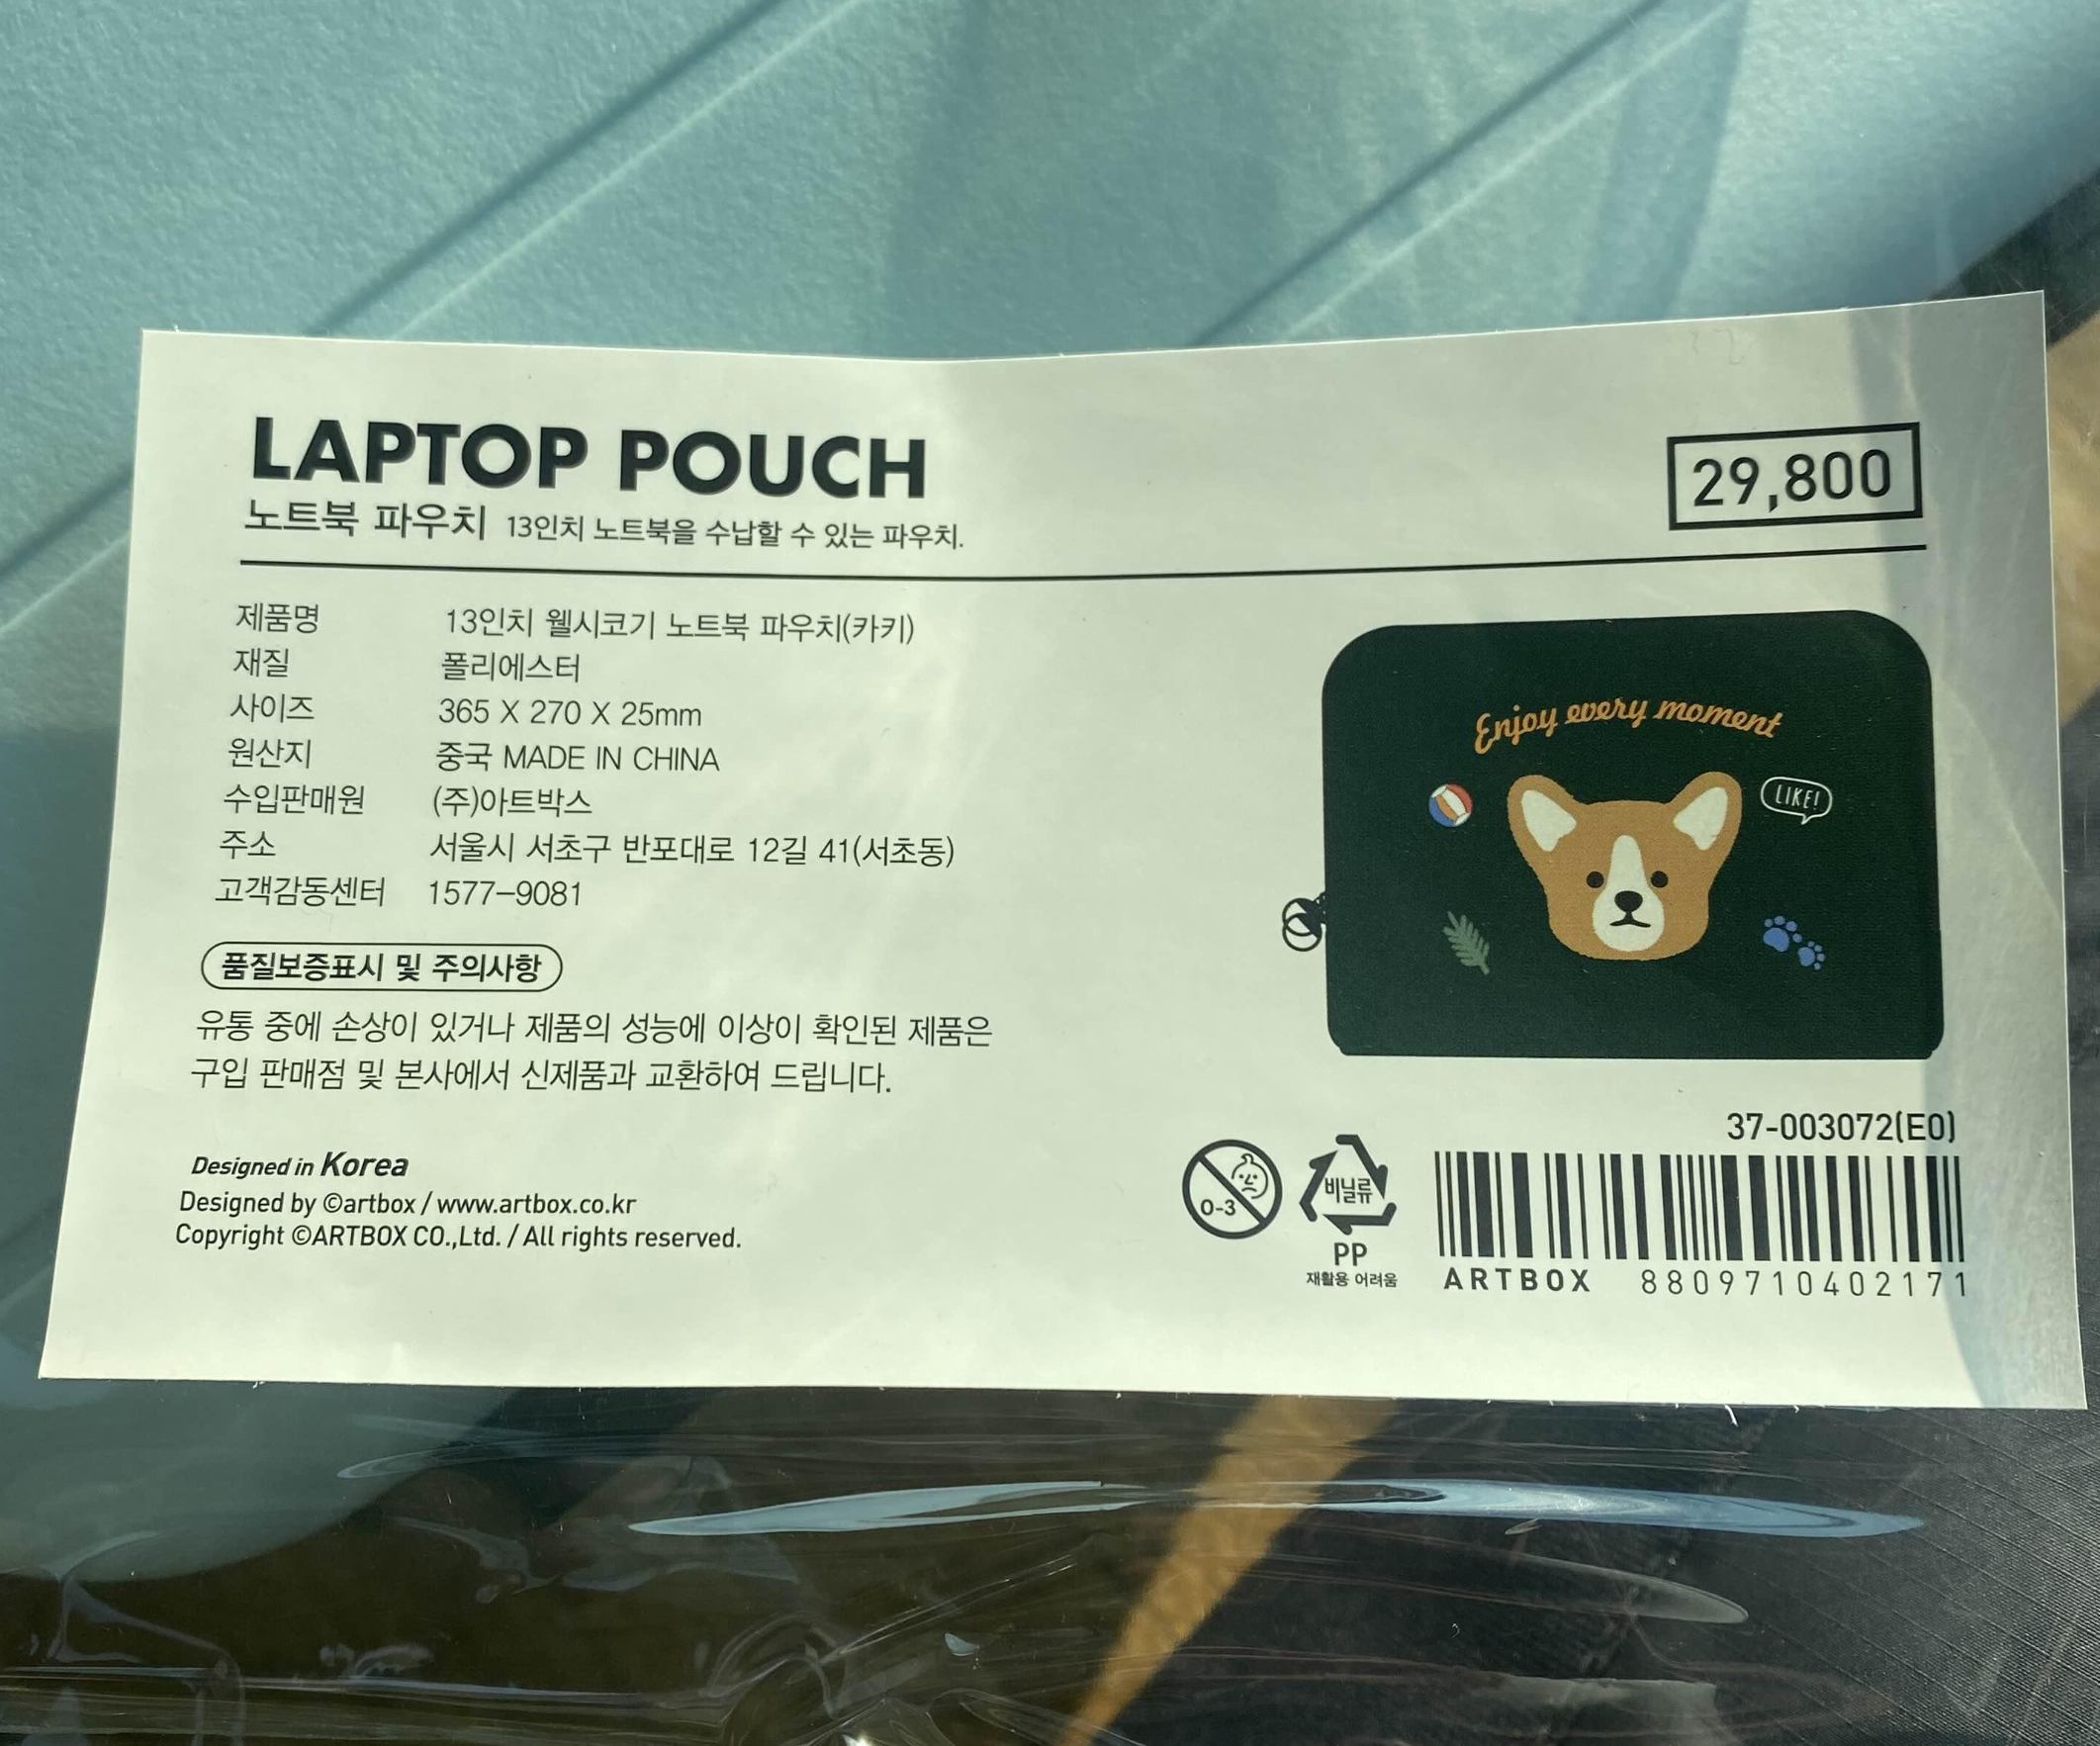 LAPTOP POUCH
노트북 파우치 13인치 노트북을 수납할 수 있는 파우치.
29,800
제품명 13인치 웰시코기 노트북 파우치(카키)
재질 폴리에스터
사이즈 365 X 270 X 25mm
원산지 중국 MADE IN CHINA
수입판매원 (주)아트박스
주소 서울시 서초구 반포대로 12길 41(서초동)
고객감동센터 1577-9081
품질보증표시 및 주의사항
유통 중에 손상이 있거나 제품의 성능에 이상이 확인된 제품은
구입 판매점 및 본사에서 신제품과 교환하여 드립니다.
Designed in Korea
Designed by ©artbox / www.artbox.co.kr
Copyright ©ARTBOX CO.,Ltd. / All rights reserved.
Enjoy every moment
LIKE!
37-003072(E0)
0-3
비닐류
PP
재활용 어려움
ARTBOX 8809710402171